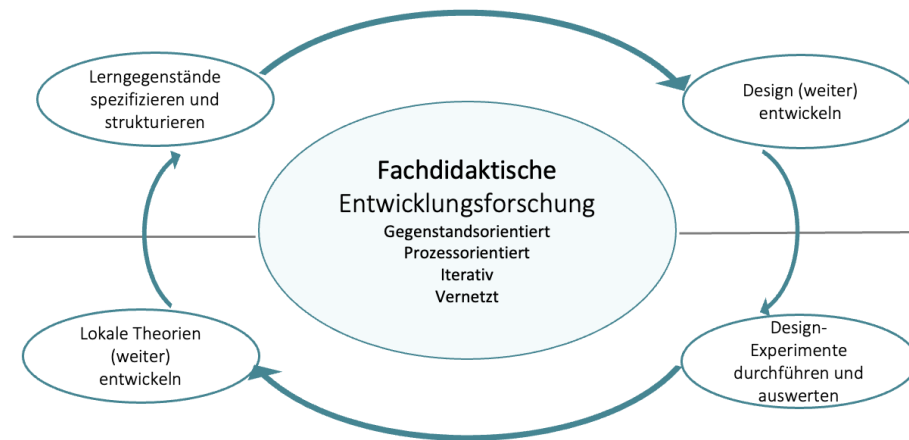 Lerngegenstände
spezifizieren und
strukturieren
Design (weiter)
entwickeln
Fachdidaktische
Entwicklungsforschung
Gegenstandsorientiert
Prozessorientiert
Iterativ
Vernetzt
Lokale Theorien
(weiter)
entwickeln
Design-
Experimente
durchführen und
auswerten